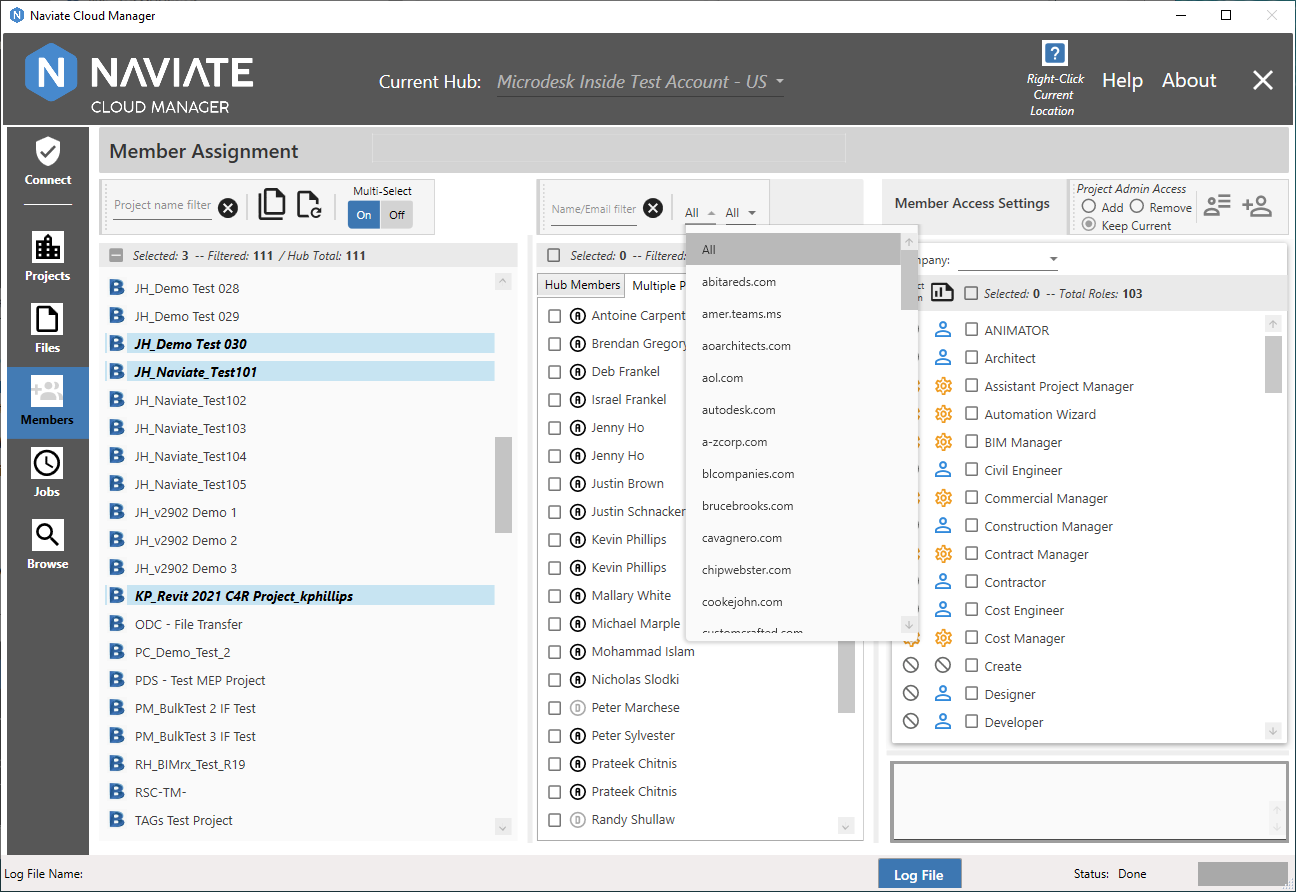 Naviate Cloud Manager
N NAVIATE
CLOUD MANAGER
Current Hub: Microdesk Inside Test Account - US
?
Right-Click
Current
Location
Help About
Connect
Projects
Files
Members
Jobs
Browse
Member Assignment
Project name filter
Multi-Select
On Off
Selected: 3 -- Filtered: 111 / Hub Total: 111
B JH_Demo Test 028
B JH_Demo Test 029
B JH_Demo Test 030
B JH_Naviate_Test101
B JH_Naviate_Test102
B JH_Naviate_Test103
B JH_Naviate_Test104
B JH_Naviate_Test105
B JH_v2902 Demo 1
B JH_v2902 Demo 2
B JH_v2902 Demo 3
B KP_Revit 2021 C4R Project_kphillips
B ODC - File Transfer
B PC_Demo_Test_2
B PDS - Test MEP Project
B PM_BulkTest 2 IF Test
B PM_BulkTest 3 IF Test
B RH_BIMrx_Test_R19
B RSC-TM-
B TAGs Test Project
Name/Email filter
All All
Selected: 0 -- Filtered:
Hub Members Multiple P
A Antoine Carpent
A Brendan Gregory
A Deb Frankel
A Israel Frankel
A Jenny Ho
A Jenny Ho
A Justin Brown
A Justin Schnacker
A Kevin Phillips
A Kevin Phillips
A Mallary White
A Michael Marple
A Mohammad Islam
A Nicholas Slodki
D Peter Marchese
A Peter Sylvester
A Prateek Chitnis
A Prateek Chitnis
D Randy Shullaw
All
abitareds.com
amer.teams.ms
aoarchitects.com
aol.com
autodesk.com
a-zcorp.com
blcompanies.com
brucebrooks.com
cavagnero.com
chipwebster.com
cookejohn.com
customcrafted.com
Member Access Settings
Project Admin Access
Add Remove
Keep Current
pany:
Selected: 0 -- Total Roles: 103
ANIMATOR
Architect
Assistant Project Manager
Automation Wizard
BIM Manager
Civil Engineer
Commercial Manager
Construction Manager
Contract Manager
Contractor
Cost Engineer
Cost Manager
Create
Designer
Developer
Log File Name:
Log File
Status: Done